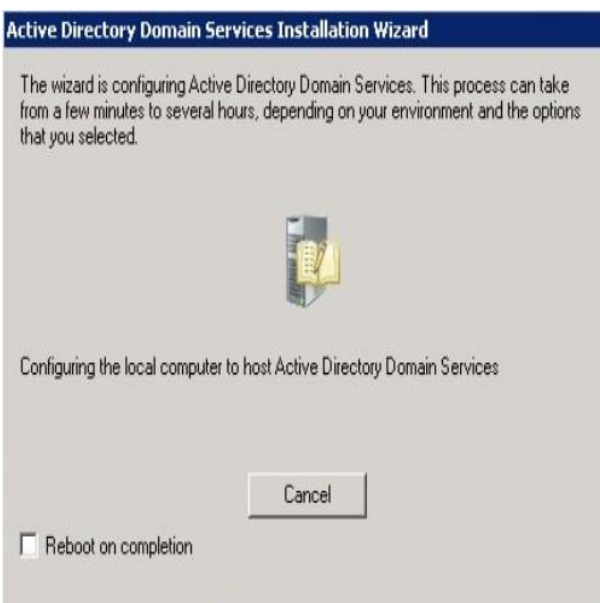 Active Directory Domain Services Installation Wizard
The wizard is configuring Active Directory Domain Services. This process can take
from a few minutes to several hours, depending on your environment and the options
that you selected.
Configuring the local computer to host Active Directory Domain Services
Cancel
Reboot on completion